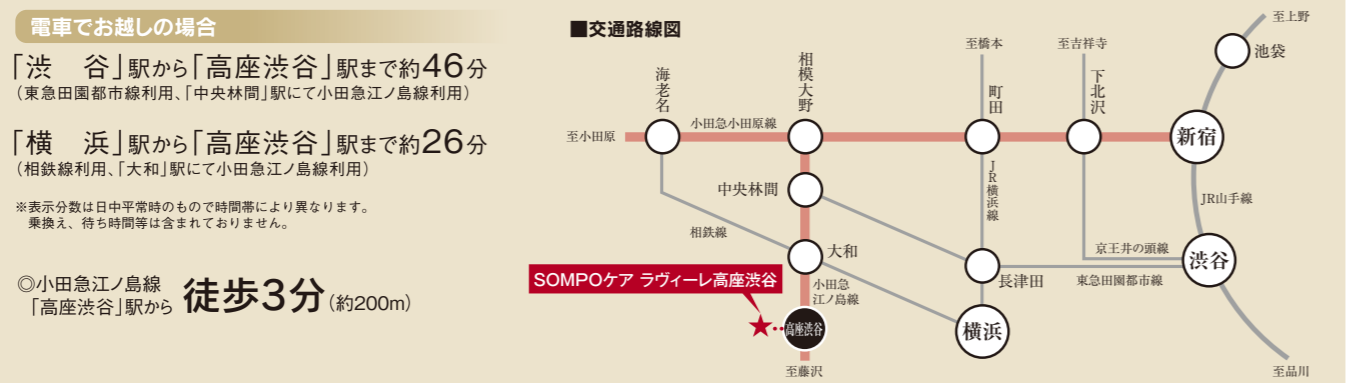 電車でお越しの場合
「渋 谷」駅から「高座渋谷」駅まで約46分
（東急田園都市線利用、「中央林間」駅にて小田急江ノ島線利用）
「横 浜」駅から「高座渋谷」駅まで約26分
（相鉄線利用、「大和」駅にて小田急江ノ島線利用）
※表示分数は日中平常時のもので時間帯により異なります。
乗換え、待ち時間等は含まれておりません。
◎小田急江ノ島線
「高座渋谷」駅から 徒歩3分（約200m）
■交通路線図
至上野
池袋
至橋本
至吉祥寺
海老名
相模大野
町田
下北沢
新宿
至小田原
小田急小田原線
中央林間
JR横浜線
JR山手線
相鉄線
大和
京王井の頭線
渋谷
長津田
東急田園都市線
SOMPOケア ラヴィーレ高座渋谷
小田急
江ノ島線
★
高座渋谷
横浜
至藤沢
至品川